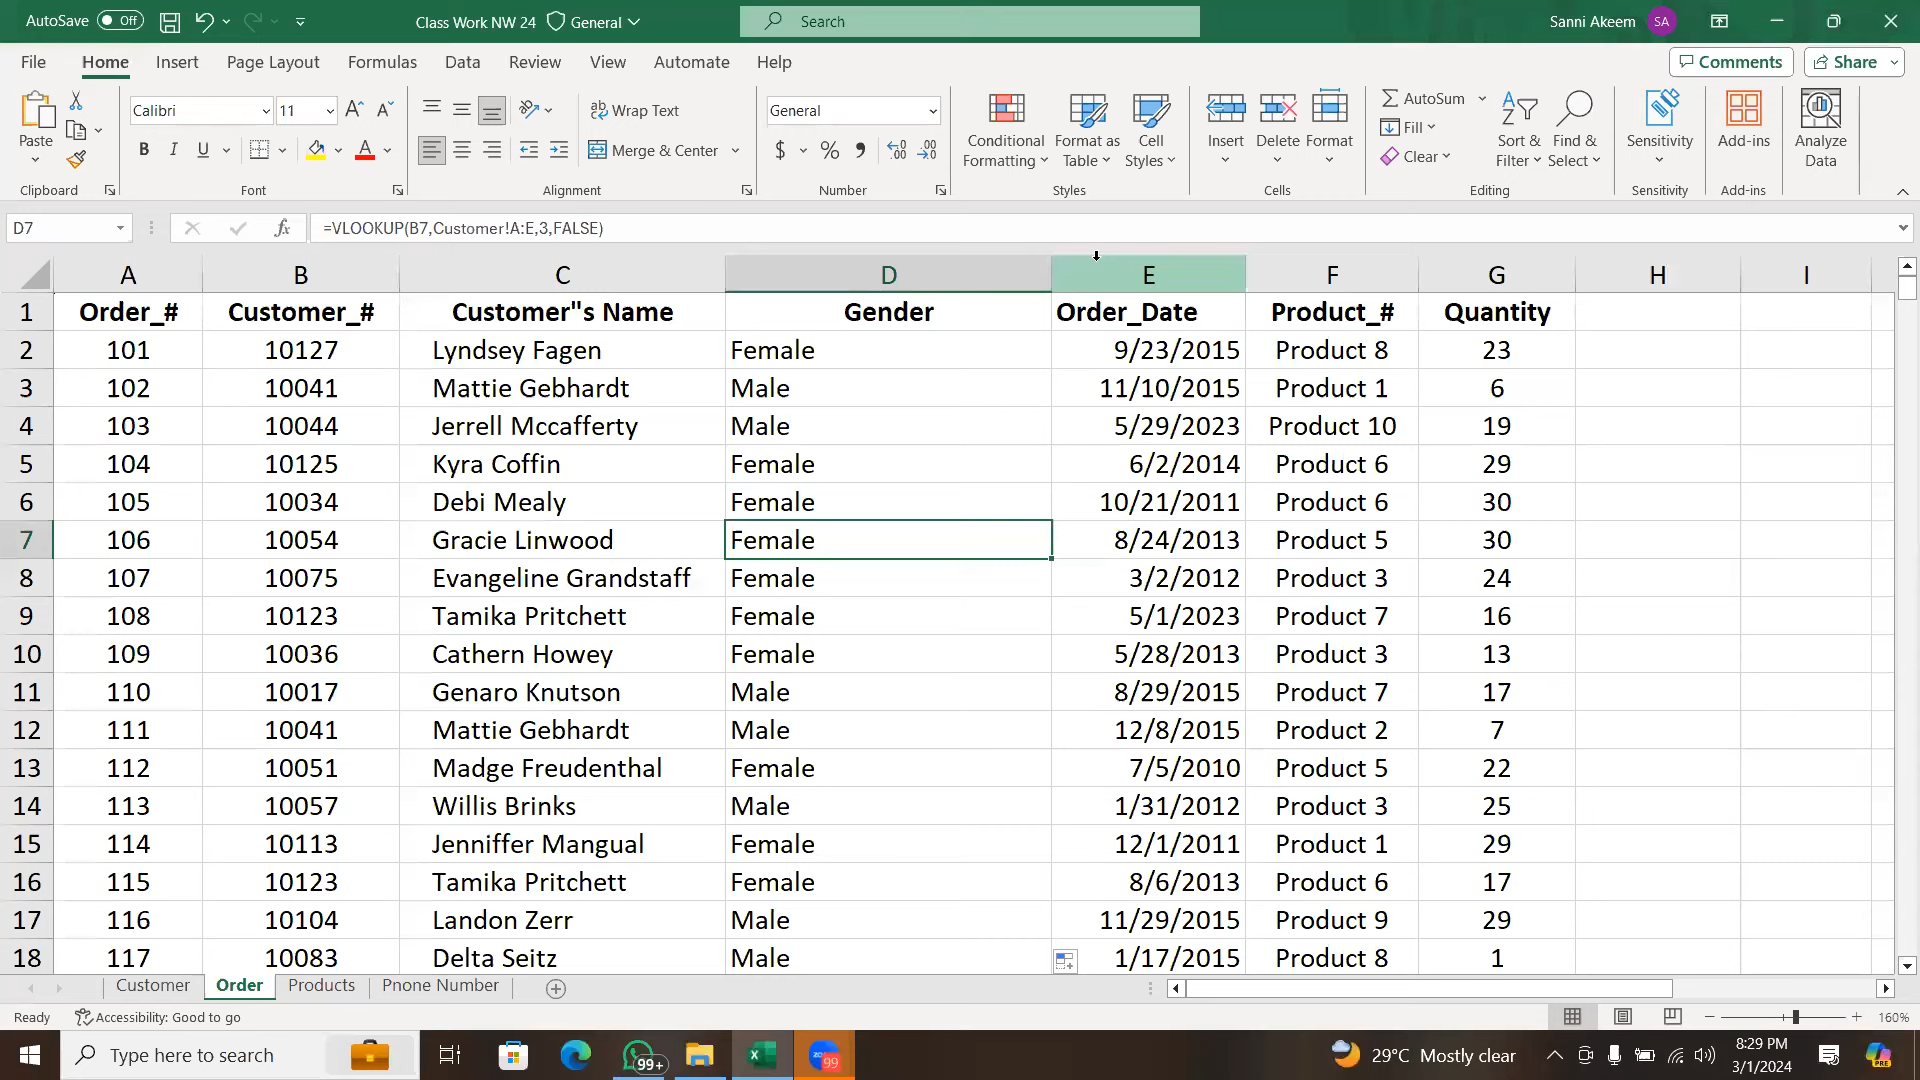 AutoSave Off Class Work NW 24 General Search Sanni Akeem SA
File Home Insert Page Layout Formulas Data Review View Automate Help Comments Share
Paste Calibri 11 Wrap Text General Conditional Formatting Format as Table Cell Styles Insert Delete Format AutoSum Fill Clear Sort & Filter Find & Select Sensitivity Add-ins Analyze Data
B I U Merge & Center $ % ,
Clipboard Font Alignment Number Styles Cells Editing Sensitivity Add-ins
D7 fx =VLOOKUP(B7,Customer!A:E,3,FALSE)
A B C D E F G H I
1 Order_# Customer_# Customer"s Name Gender Order_Date Product_# Quantity
2 101 10127 Lyndsey Fagen Female 9/23/2015 Product 8 23
3 102 10041 Mattie Gebhardt Male 11/10/2015 Product 1 6
4 103 10044 Jerrell Mccafferty Male 5/29/2023 Product 10 19
5 104 10125 Kyra Coffin Female 6/2/2014 Product 6 29
6 105 10034 Debi Mealy Female 10/21/2011 Product 6 30
7 106 10054 Gracie Linwood Female 8/24/2013 Product 5 30
8 107 10075 Evangeline Grandstaff Female 3/2/2012 Product 3 24
9 108 10123 Tamika Pritchett Female 5/1/2023 Product 7 16
10 109 10036 Cathern Howey Female 5/28/2013 Product 3 13
11 110 10017 Genaro Knutson Male 8/29/2015 Product 7 17
12 111 10041 Mattie Gebhardt Male 12/8/2015 Product 2 7
13 112 10051 Madge Freudenthal Female 7/5/2010 Product 5 22
14 113 10057 Willis Brinks Male 1/31/2012 Product 3 25
15 114 10113 Jenniffer Mangual Female 12/1/2011 Product 1 29
16 115 10123 Tamika Pritchett Female 8/6/2013 Product 6 17
17 116 10104 Landon Zerr Male 11/29/2015 Product 9 29
18 117 10083 Delta Seitz Male 1/17/2015 Product 8 1
Customer Order Products Pnone Number
Ready Accessibility: Good to go 160%
Type here to search 99+ 99 29°C Mostly clear 8:29 PM
3/1/2024